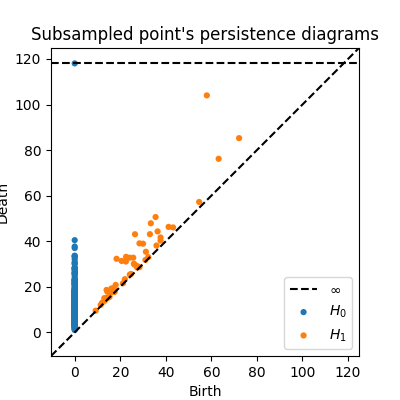 Subsampled point's persistence diagrams
120
100
80
60
40
20
0
Death
0 20 40 60 80 100 120
Birth
∞
H₀
H₁